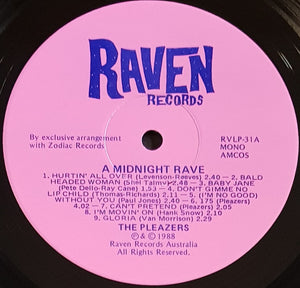 RAVEN
RECORDS
By exclusive arrangement
with Zodiac Records
RVLP-31A
MONO
AMCOS
A MIDNIGHT RAVE
1. HURTIN' ALL OVER (Levenson-Reeves) 2.40 — 2. BALD
HEADED WOMAN (Shel Talmy) 2.48 — 3. BABY JANE
(Pete Dello-Ray Cane) 1.53 — 4. DON'T GIMME NO
LIP CHILD (Thomas-Richards) 2.10 — 5. (I'M NO GOOD)
WITHOUT YOU (Paul Jones) 2.40 — 6. 175 (Pleazers)
4.02 — 7. CAN'T PRETEND (Pleazers) 2.10
8. I'M MOVIN' ON (Hank Snow) 2.30
9. GLORIA (Van Morrison) 2.29
THE PLEAZERS
℗ & © 1988
Raven Records Australia
All Rights Reserved.